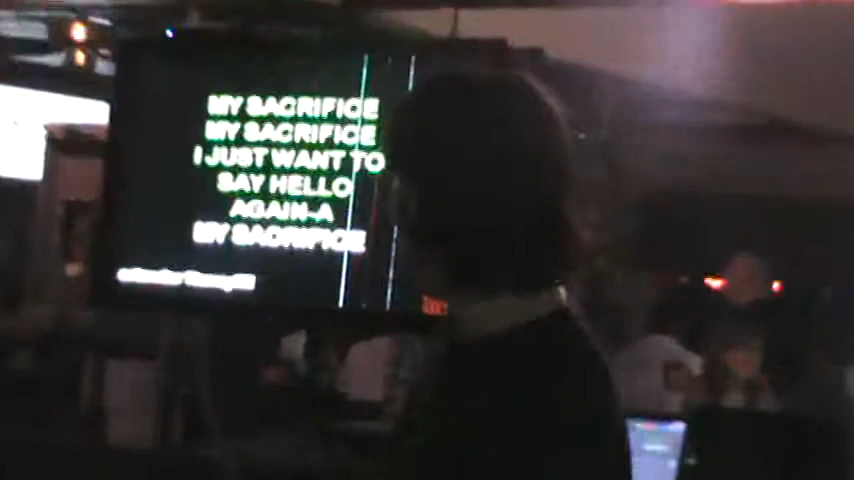 MY SACRIFICE
MY SACRIFICE
I JUST WANT TO
SAY HELLO
AGAIN-A
MY SACRIFICE